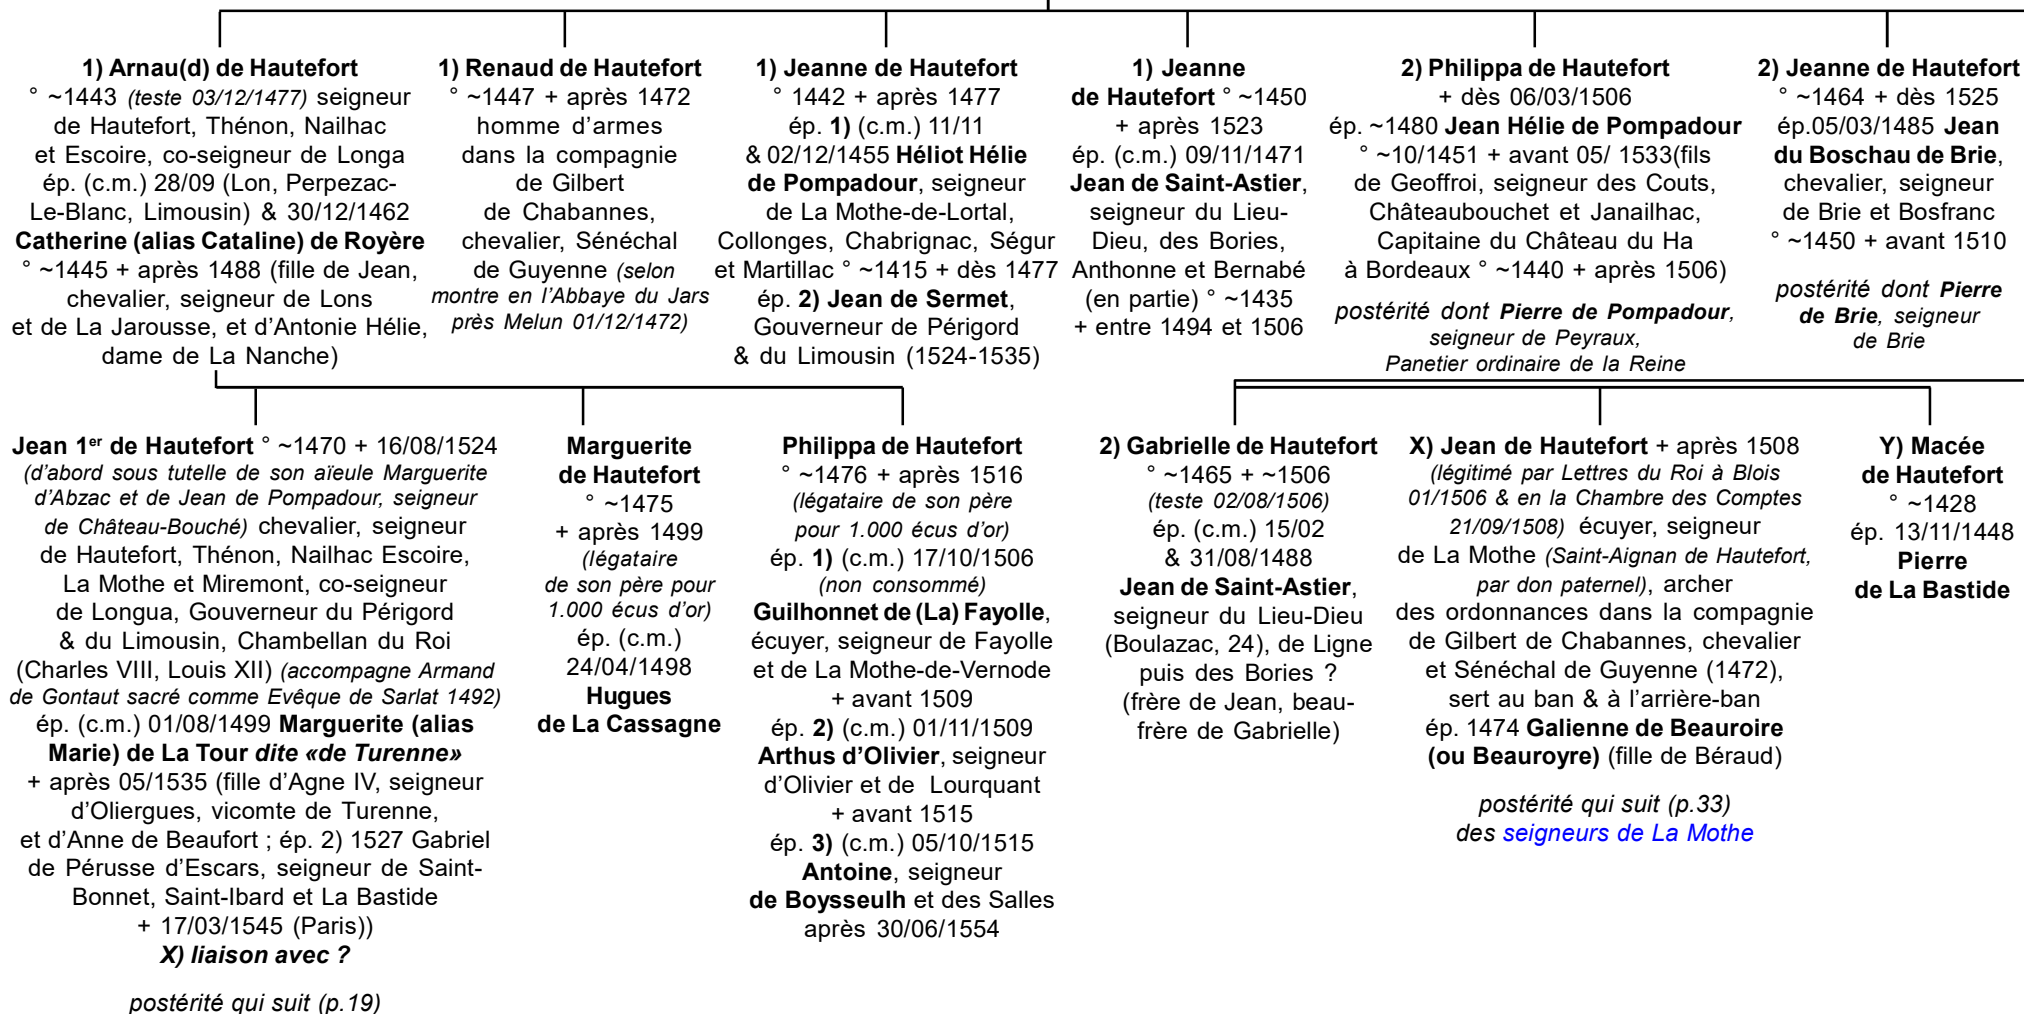 1) Arnau(d) de Hautefort
° ~1443 (teste 03/12/1477) seigneur
de Hautefort, Thénon, Nailhac
et Escoire, co-seigneur de Longa
ép. (c.m.) 28/09 (Lon, Perpezac-
Le-Blanc, Limousin) & 30/12/1462
Catherine (alias Cataline) de Royère
° ~1445 + après 1488 (fille de Jean,
chevalier, seigneur de Lons
et de La Jarousse, et d'Antonie Hélie,
dame de La Nanche)
1) Renaud de Hautefort
° ~1447 + après 1472
homme d'armes
dans la compagnie
de Gilbert
de Chabannes,
chevalier, Sénéchal
de Guyenne (selon
montre en l'Abbaye du Jars
près Melun 01/12/1472)
1) Jeanne de Hautefort
° 1442 + après 1477
ép. 1) (c.m.) 11/11
& 02/12/1455 Héliot Hélie
de Pompadour, seigneur
de La Mothe-de-Lortal,
Collonges, Chabrignac, Ségur
et Martillac ° ~1415 + dès 1477
ép. 2) Jean de Sermet,
Gouverneur de Périgord
& du Limousin (1524-1535)
1) Jeanne
de Hautefort ° ~1450
+ après 1523
ép. (c.m.) 09/11/1471
Jean de Saint-Astier,
seigneur du Lieu-
Dieu, des Bories,
Anthonne et Bernabé
(en partie) ° ~1435
+ entre 1494 et 1506
2) Philippa de Hautefort
+ dès 06/03/1506
ép. ~1480 Jean Hélie de Pompadour
° ~10/1451 + avant 05/ 1533(fils
de Geoffroi, seigneur des Couts,
Châteaubouchet et Janailhac,
Capitaine du Château du Ha
à Bordeaux ° ~1440 + après 1506)
postérité dont Pierre de Pompadour,
seigneur de Peyraux,
Panetier ordinaire de la Reine
2) Jeanne de Hautefort
° ~1464 + dès 1525
ép.05/03/1485 Jean
du Boschau de Brie,
chevalier, seigneur
de Brie et Bosfranc
° ~1450 + avant 1510
postérité dont Pierre
de Brie, seigneur
de Brie
Jean 1er de Hautefort ° ~1470 + 16/08/1524
(d'abord sous tutelle de son aïeule Marguerite
d'Abzac et de Jean de Pompadour, seigneur
de Château-Bouché) chevalier, seigneur
de Hautefort, Thénon, Nailhac Escoire,
La Mothe et Miremont, co-seigneur
de Longua, Gouverneur du Périgord
& du Limousin, Chambellan du Roi
(Charles VIII, Louis XII) (accompagne Armand
de Gontaut sacré comme Evêque de Sarlat 1492)
ép. (c.m.) 01/08/1499 Marguerite (alias
Marie) de La Tour dite «de Turenne»
+ après 05/1535 (fille d'Agne IV, seigneur
d'Oliergues, vicomte de Turenne,
et d'Anne de Beaufort ; ép. 2) 1527 Gabriel
de Pérusse d'Escars, seigneur de Saint-
Bonnet, Saint-Ibard et La Bastide
+ 17/03/1545 (Paris))
X) liaison avec ?
postérité qui suit (p.19)
Marguerite
de Hautefort
° ~1475
+ après 1499
(légataire
de son père pour
1.000 écus d'or)
ép. (c.m.)
24/04/1498
Hugues
de La Cassagne
Philippa de Hautefort
° ~1476 + après 1516
(légataire de son père
pour 1.000 écus d'or)
ép. 1) (c.m.) 17/10/1506
(non consommé)
Guilhonnet de (La) Fayolle,
écuyer, seigneur de Fayolle
et de La Mothe-de-Vernode
+ avant 1509
ép. 2) (c.m.) 01/11/1509
Arthus d'Olivier, seigneur
d'Olivier et de Lourquant
+ avant 1515
ép. 3) (c.m.) 05/10/1515
Antoine, seigneur
de Boysseulh et des Salles
après 30/06/1554
2) Gabrielle de Hautefort
° ~1465 + ~1506
(teste 02/08/1506)
ép. (c.m.) 15/02
& 31/08/1488
Jean de Saint-Astier,
seigneur du Lieu-Dieu
(Boulazac, 24), de Ligne
puis des Bories ?
(frère de Jean, beau-
frère de Gabrielle)
X) Jean de Hautefort + après 1508
(légitimé par Lettres du Roi à Blois
01/1506 & en la Chambre des Comptes
21/09/1508) écuyer, seigneur
de La Mothe (Saint-Aignan de Hautefort,
par don paternel), archer
des ordonnances dans la compagnie
de Gilbert de Chabannes, chevalier
et Sénéchal de Guyenne (1472),
sert au ban & à l'arrière-ban
ép. 1474 Galienne de Beauroire
(ou Beauroyre) (fille de Béraud)
postérité qui suit (p.33)
des seigneurs de La Mothe
Y) Macée
de Hautefort
° ~1428
ép. 13/11/1448
Pierre
de La Bastide